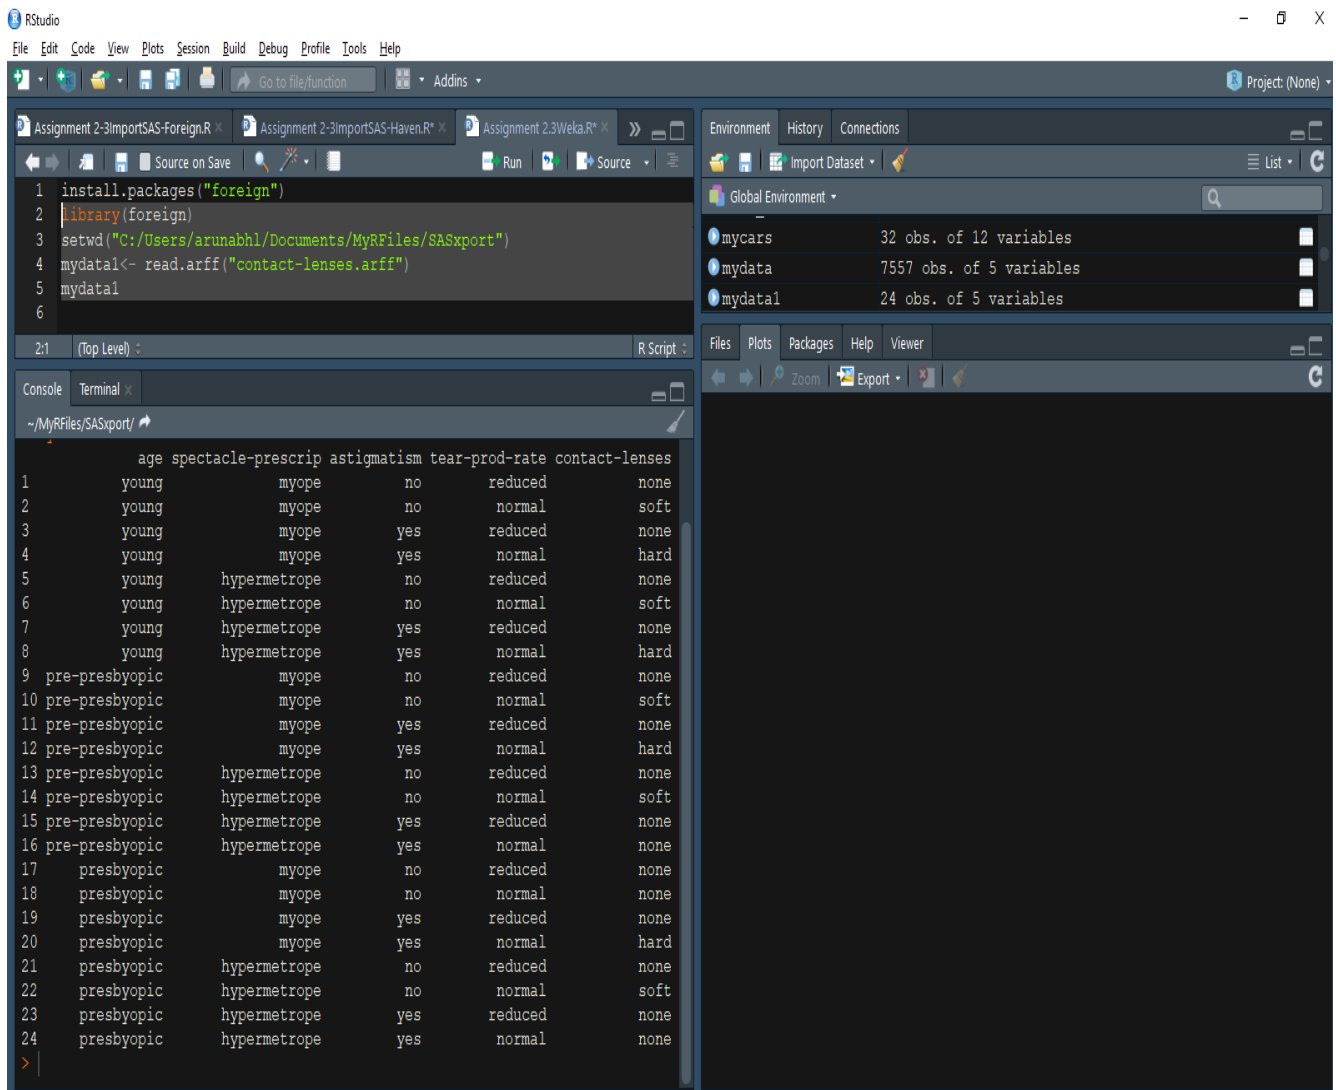 RStudio
File Edit Code View Plots Session Build Debug Profile Tools Help
Go to file/function Addins Project: (None)
Assignment 2-3ImportSAS-Foreign.R Assignment 2-3ImportSAS-Haven.R* Assignment 2.3Weka.R*
Source on Save Run Source
1 install.packages("foreign")
2 library(foreign)
3 setwd("C:/Users/arunabhl/Documents/MyRFiles/SASxport")
4 mydata1<- read.arff("contact-lenses.arff")
5 mydata1
6
2:1 (Top Level) R Script
Console Terminal
~/MyRFiles/SASxport/
age spectacle-prescrip astigmatism tear-prod-rate contact-lenses
1 young myope no reduced none
2 young myope no normal soft
3 young myope yes reduced none
4 young myope yes normal hard
5 young hypermetrope no reduced none
6 young hypermetrope no normal soft
7 young hypermetrope yes reduced none
8 young hypermetrope yes normal hard
9 pre-presbyopic myope no reduced none
10 pre-presbyopic myope no normal soft
11 pre-presbyopic myope yes reduced none
12 pre-presbyopic myope yes normal hard
13 pre-presbyopic hypermetrope no reduced none
14 pre-presbyopic hypermetrope no normal soft
15 pre-presbyopic hypermetrope yes reduced none
16 pre-presbyopic hypermetrope yes normal none
17 presbyopic myope no reduced none
18 presbyopic myope no normal none
19 presbyopic myope yes reduced none
20 presbyopic myope yes normal hard
21 presbyopic hypermetrope no reduced none
22 presbyopic hypermetrope no normal soft
23 presbyopic hypermetrope yes reduced none
24 presbyopic hypermetrope yes normal none
>
Environment History Connections
Import Dataset List
Global Environment
mycars 32 obs. of 12 variables
mydata 7557 obs. of 5 variables
mydata1 24 obs. of 5 variables
Files Plots Packages Help Viewer
Zoom Export